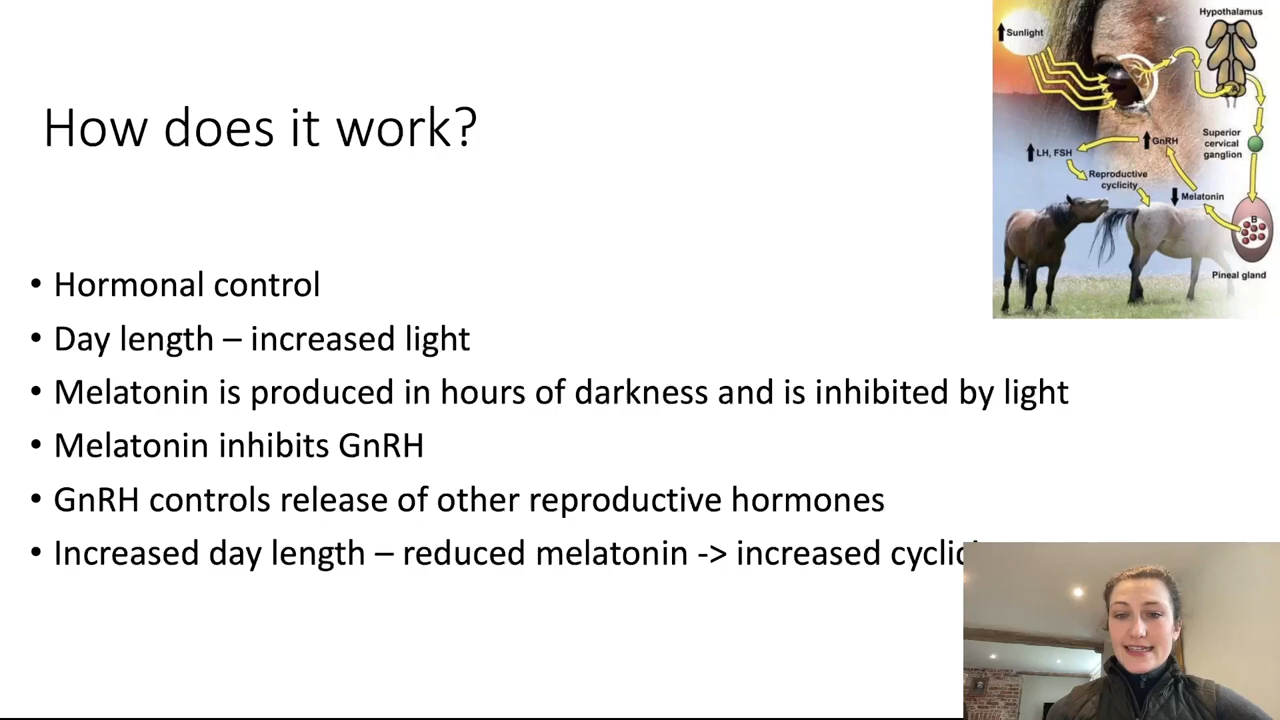 How does it work?
• Hormonal control
• Day length – increased light
• Melatonin is produced in hours of darkness and is inhibited by light
• Melatonin inhibits GnRH
• GnRH controls release of other reproductive hormones
• Increased day length – reduced melatonin -> increased
Hypothalamus
Sunlight
Superior
cervical
ganglion
GnRH
LH, FSH
Reproductive
cyclicity
Melatonin
B
Pineal gland